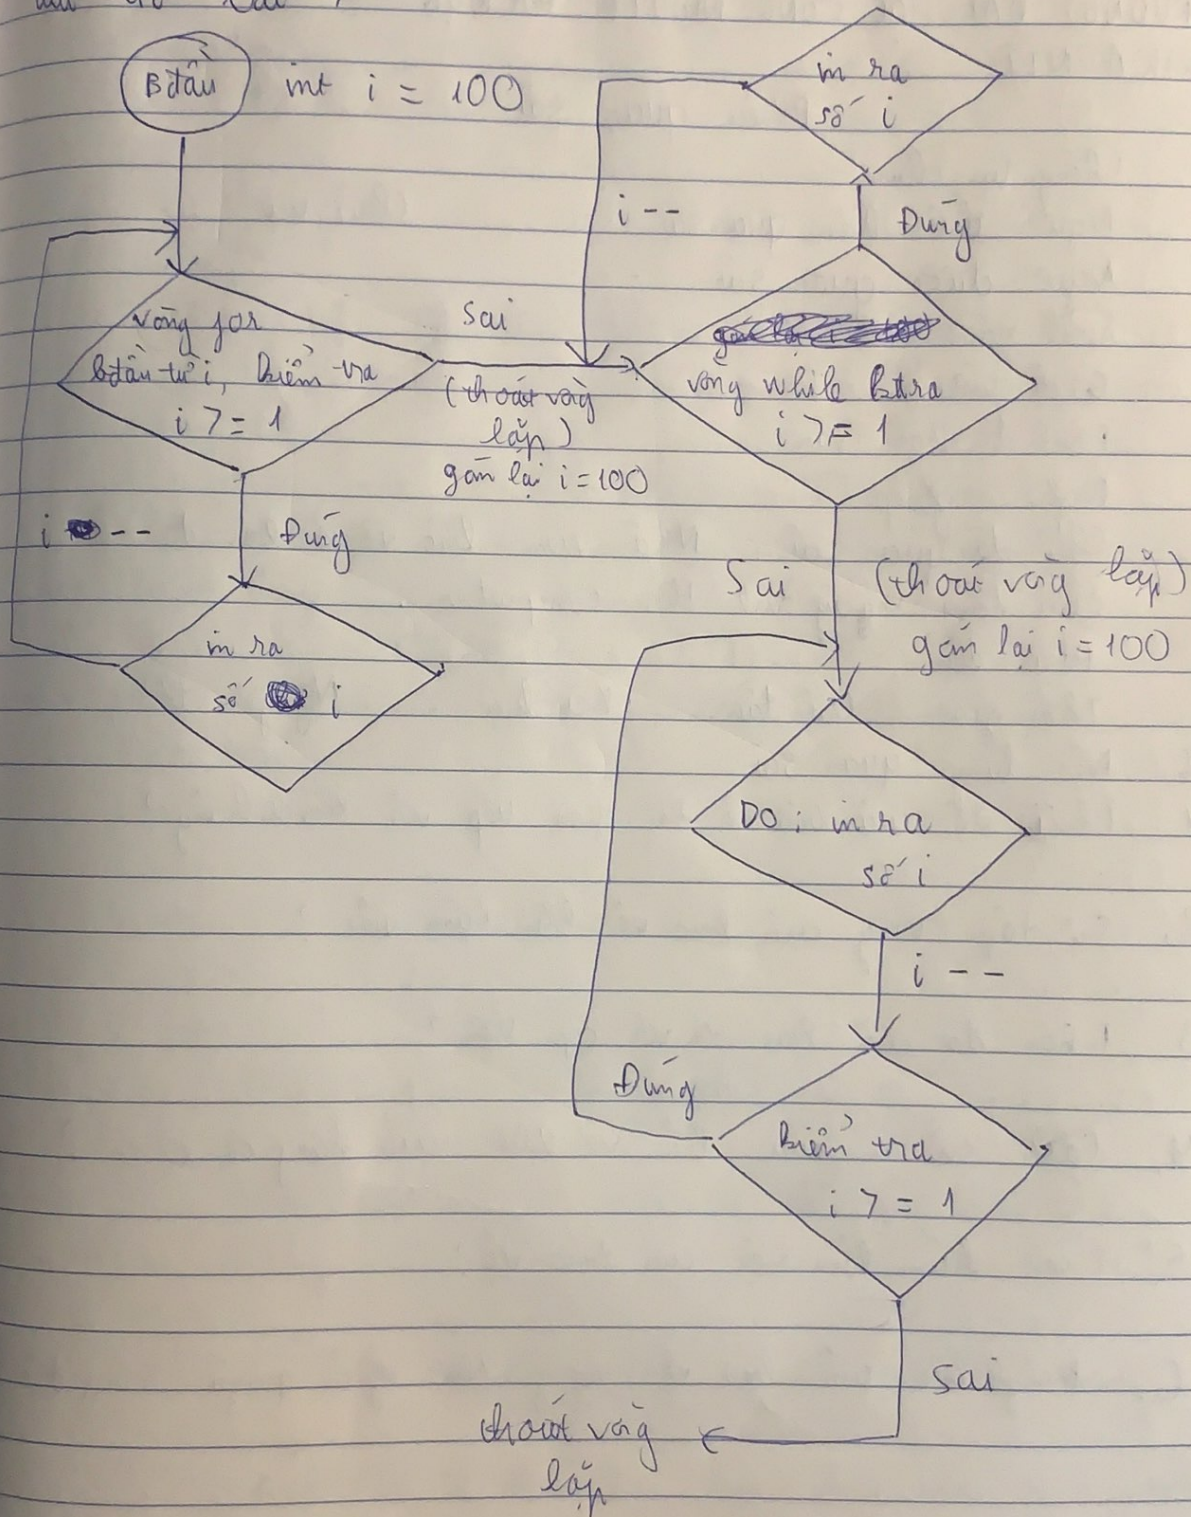 Bđầu int i = 100
in ra
số i
i --
Đúng
vòng for
bđầu từ i, kiểm tra
i >= 1
Sai
(thoát vòng
lặp)
gán lại i = 100
vòng while ktra
i >= 1
i --
Đúng
in ra
số i
Sai (thoát vòng lặp)
gán lại i = 100
Do : in ra
số i
i --
Đúng
kiểm tra
i >= 1
Sai
thoát vòng
lặp